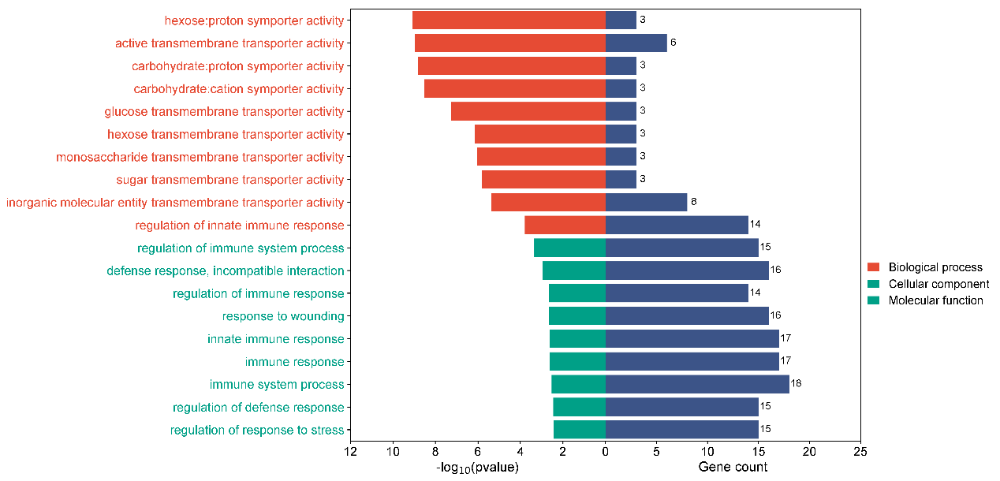 hexose:proton symporter activity 3
active transmembrane transporter activity 6
carbohydrate:proton symporter activity 3
carbohydrate:cation symporter activity 3
glucose transmembrane transporter activity 3
hexose transmembrane transporter activity 3
monosaccharide transmembrane transporter activity 3
sugar transmembrane transporter activity 3
inorganic molecular entity transmembrane transporter activity 8
regulation of innate immune response 14
regulation of immune system process 15
defense response, incompatible interaction 16
regulation of immune response 14
response to wounding 16
innate immune response 17
immune response 17
immune system process 18
regulation of defense response 15
regulation of response to stress 15
12 10 8 6 4 2 0 5 10 15 20 25
-log10(pvalue) Gene count
Biological process
Cellular component
Molecular function